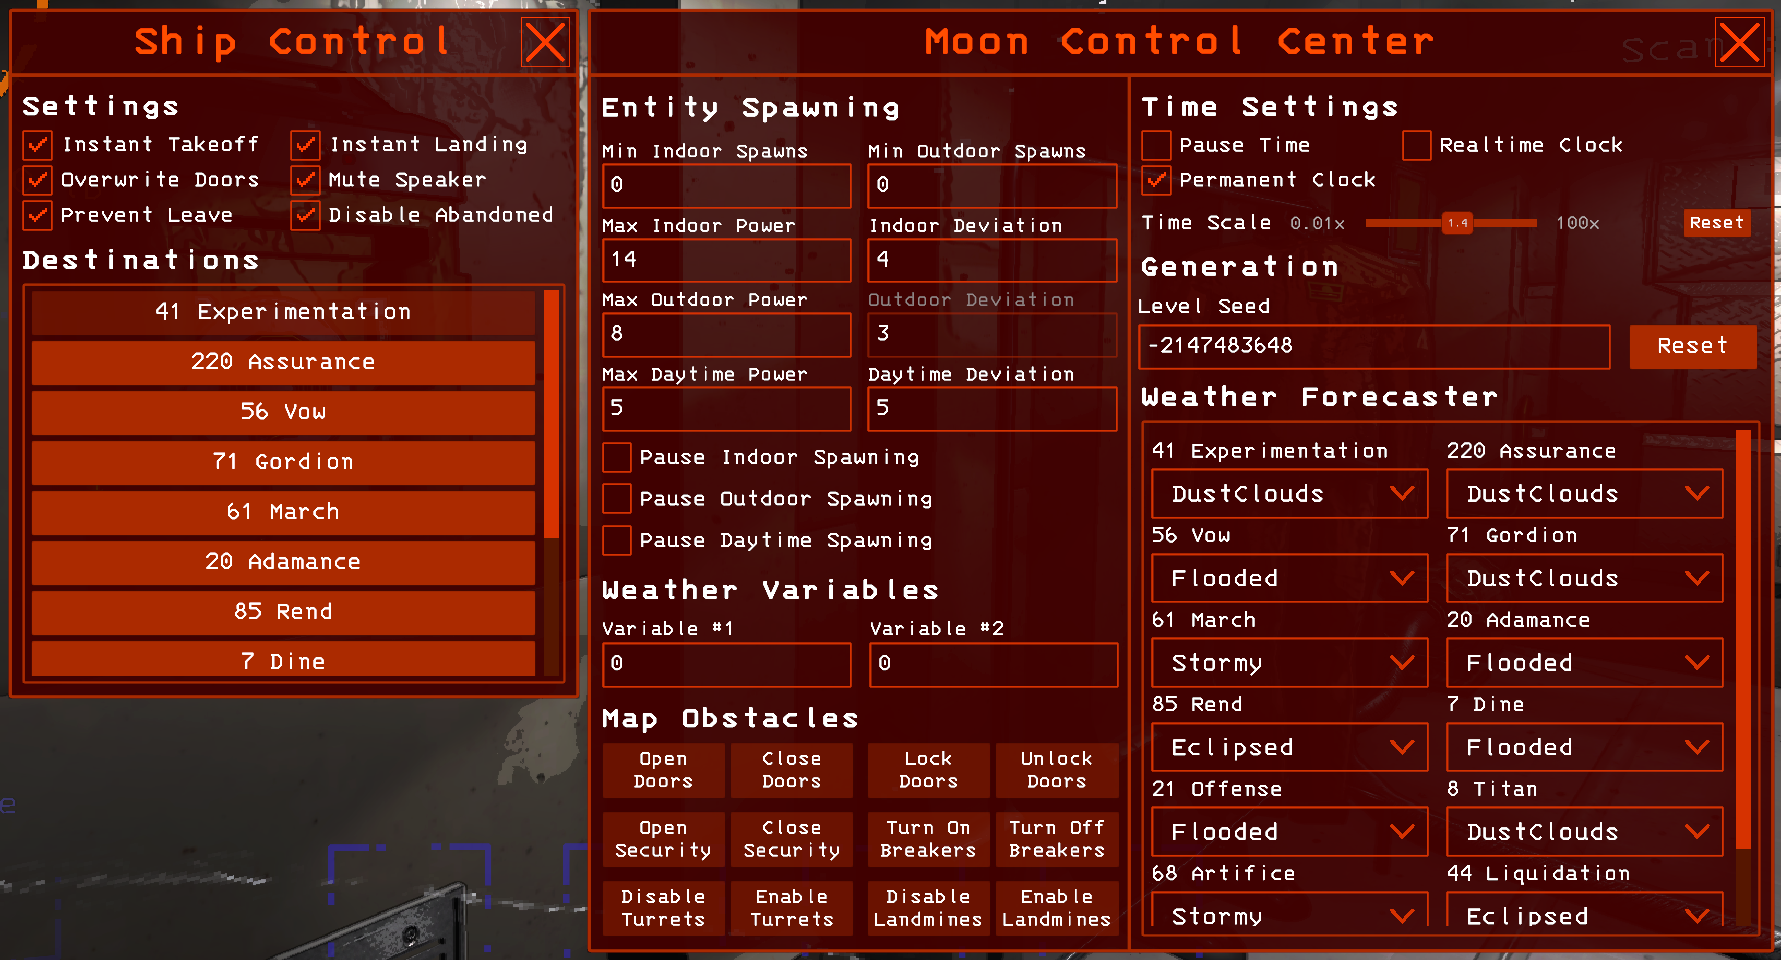 Ship Control
Settings
Instant Takeoff
Instant Landing
Overwrite Doors
Mute Speaker
Prevent Leave
Disable Abandoned
Destinations
41 Experimentation
220 Assurance
56 Vow
71 Gordion
61 March
20 Adamance
85 Rend
7 Dine
Moon Control Center
Scan
Entity Spawning
Min Indoor Spawns
Min Outdoor Spawns
0
0
Max Indoor Power
Indoor Deviation
14
4
Max Outdoor Power
Outdoor Deviation
8
3
Max Daytime Power
Daytime Deviation
5
5
Pause Indoor Spawning
Pause Outdoor Spawning
Pause Daytime Spawning
Weather Variables
Variable #1
Variable #2
0
0
Map Obstacles
Open
Doors
Close
Doors
Lock
Doors
Unlock
Doors
Open
Security
Close
Security
Turn On
Breakers
Turn Off
Breakers
Disable
Turrets
Enable
Turrets
Disable
Landmines
Enable
Landmines
Time Settings
Pause Time
Realtime Clock
Permanent Clock
Time Scale 0.01x 1.4 100x Reset
Generation
Level Seed
-2147483648
Reset
Weather Forecaster
41 Experimentation
220 Assurance
DustClouds
DustClouds
56 Vow
71 Gordion
Flooded
DustClouds
61 March
20 Adamance
Stormy
Flooded
85 Rend
7 Dine
Eclipsed
Flooded
21 Offense
8 Titan
Flooded
DustClouds
68 Artifice
44 Liquidation
Stormy
Eclipsed